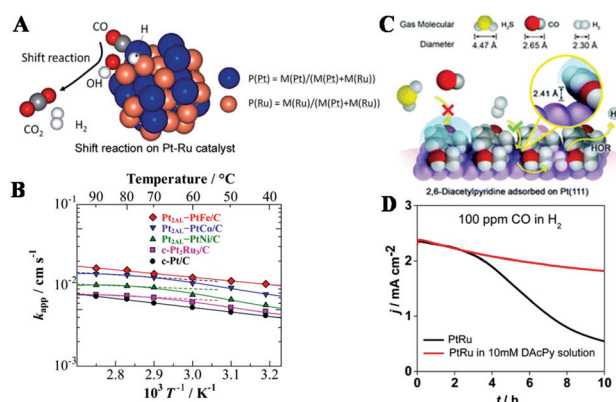 A
CO
H
Shift reaction
OH
CO2
H2
P(Pt) = M(Pt)/(M(Pt)+M(Ru))
P(Ru) = M(Ru)/(M(Pt)+M(Ru))
Shift reaction on Pt-Ru catalyst
B
Temperature / °C
90 80 70 60 50 40
10⁻¹
10⁻²
10⁻³
kapp / cm s⁻¹
Pt2AL−PtFe/C
Pt2AL−PtCo/C
Pt2AL−PtNi/C
c-Pt2Ru3/C
c-Pt/C
2.8 2.9 3.0 3.1 3.2
10³ T⁻¹ / K⁻¹
C
Gas Molecular H2S CO H2
Diameter 4.47 Å 2.65 Å 2.30 Å
2.41 Å
HOR
2,6-Diacetylpyridine adsorbed on Pt(111)
D
100 ppm CO in H2
j / mA cm⁻²
3
2
1
0
PtRu
PtRu in 10mM DAcPy solution
0 2 4 6 8 10
t / h